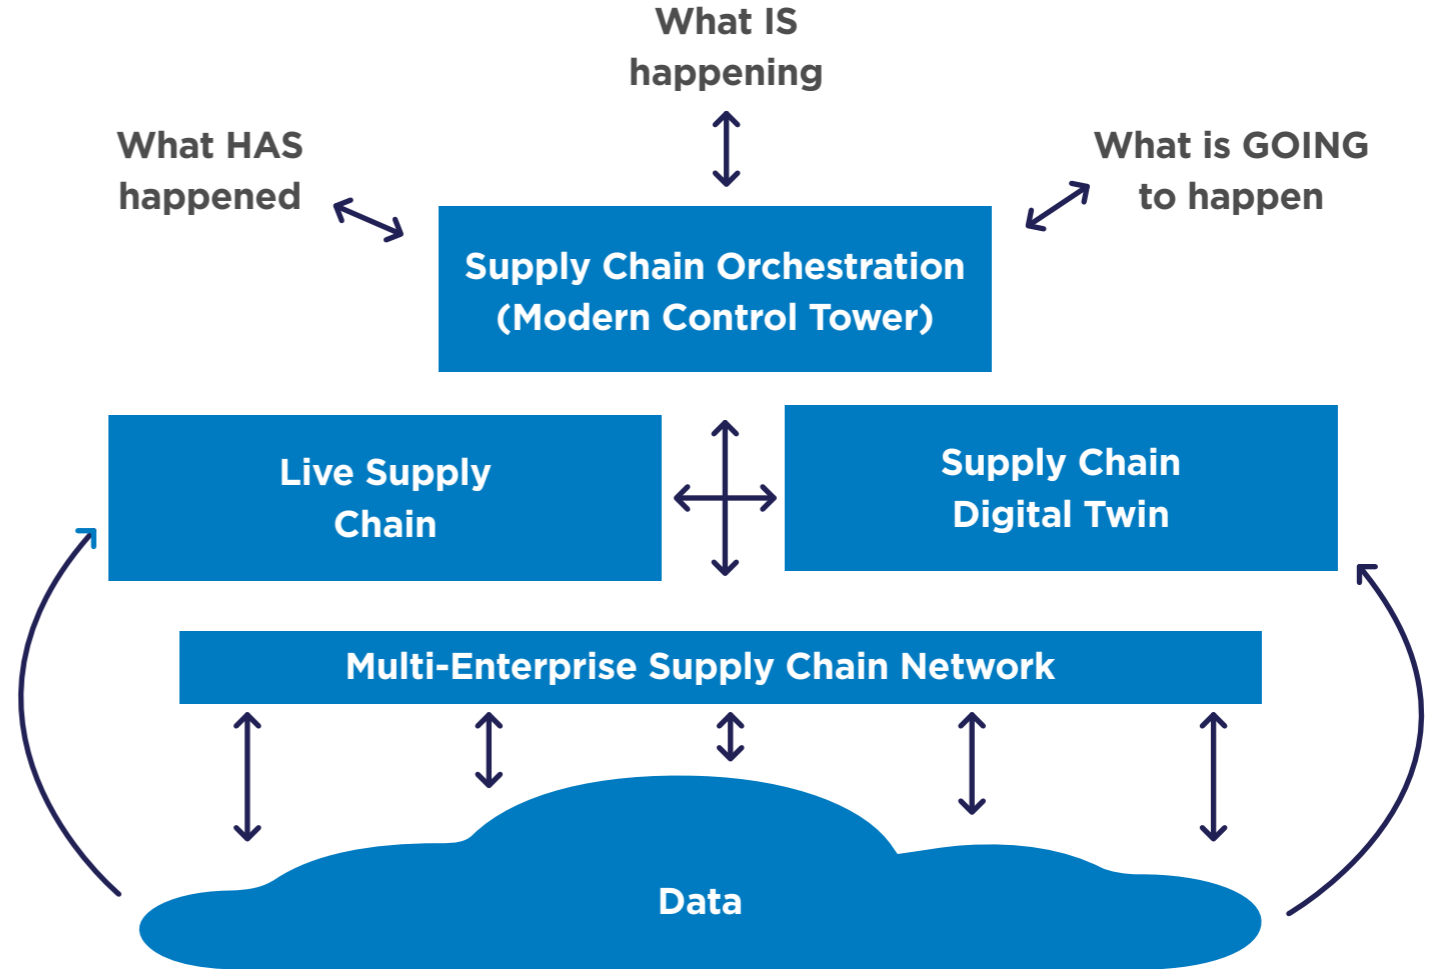 What IS
happening
What HAS
happened
What is GOING
to happen
Supply Chain Orchestration
(Modern Control Tower)
Live Supply
Chain
Supply Chain
Digital Twin
Multi-Enterprise Supply Chain Network
Data